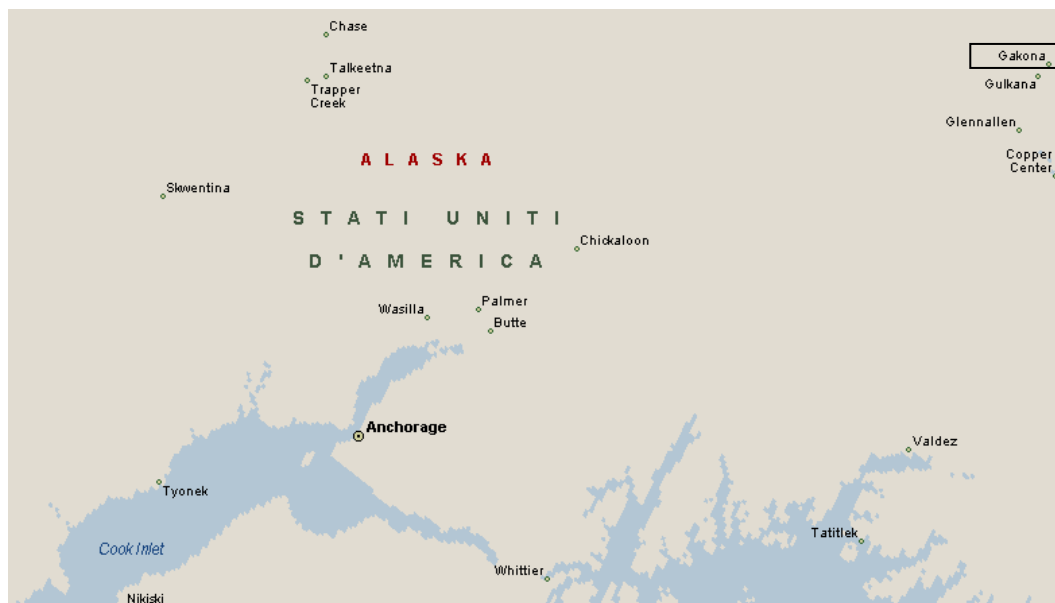 Chase
Gakona
Talkeetna
Gulkana
Trapper
Creek
Glennallen
Copper
Center
ALASKA
Skwentina
STATI UNITI
Chickaloon
D'AMERICA
Palmer
Wasilla
Butte
Anchorage
Valdez
Tyonek
Tatitlek
Cook Inlet
Whittier
Nikiski